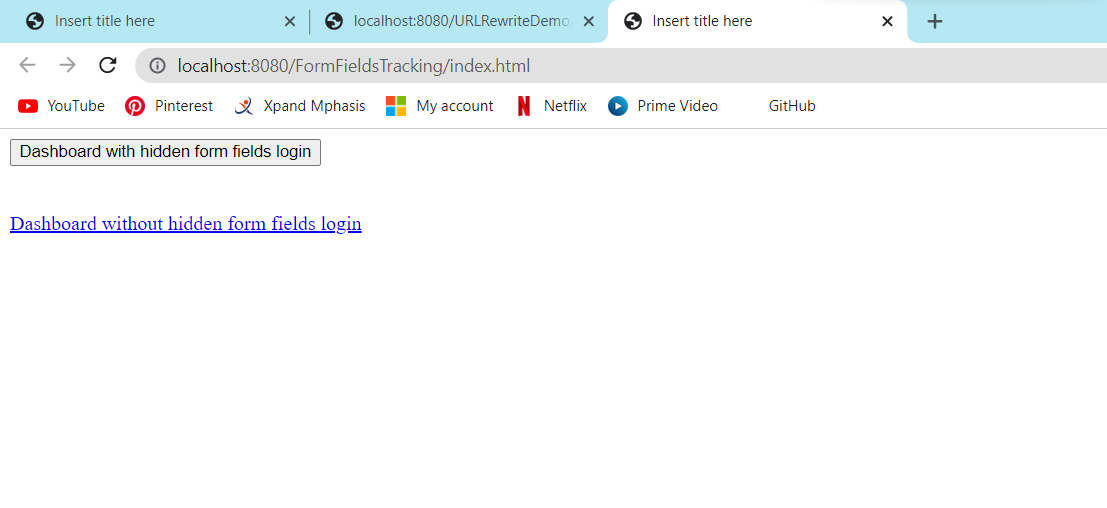 Insert title here
localhost:8080/URLRewriteDemo
Insert title here
localhost:8080/FormFieldsTracking/index.html
YouTube Pinterest Xpand Mphasis My account Netflix Prime Video GitHub
Dashboard with hidden form fields login
Dashboard without hidden form fields login